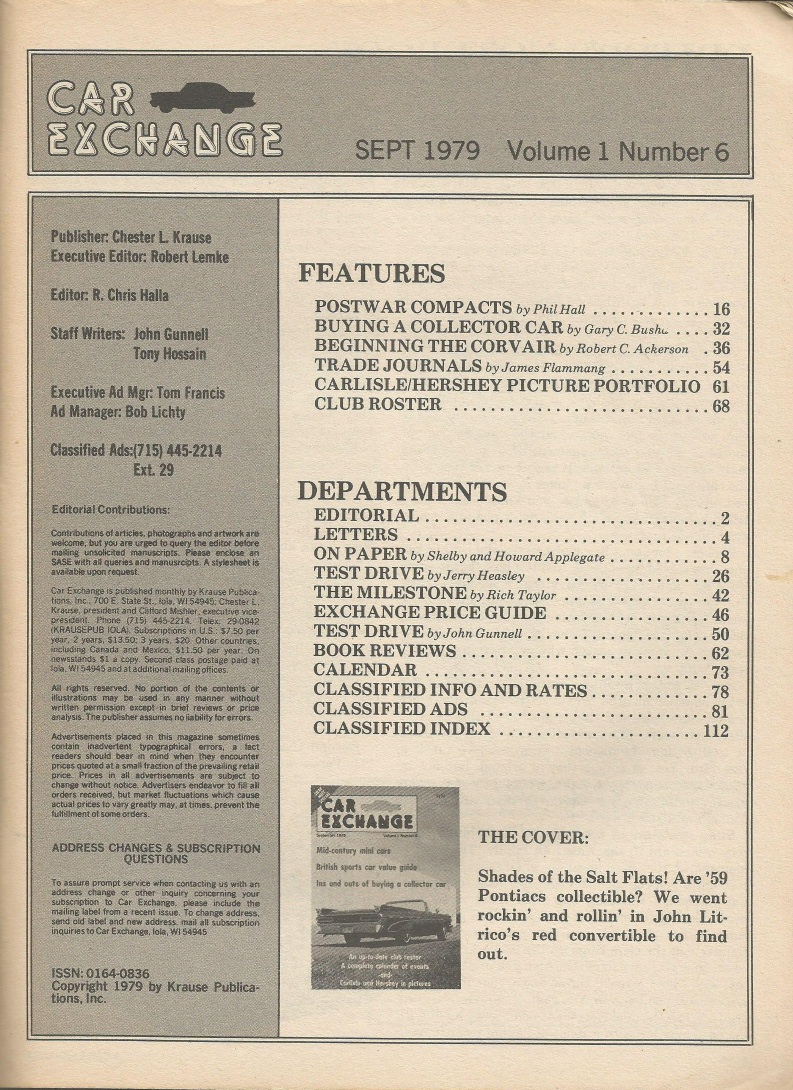 CAR
EXCHANGE
SEPT 1979 Volume 1 Number 6
Publisher: Chester L. Krause
Executive Editor: Robert Lemke
Editor: R. Chris Halla
Staff Writers: John Gunnell
Tony Hossain
Executive Ad Mgr: Tom Francis
Ad Manager: Bob Lichty
Classified Ads:(715) 445-2214
Ext. 29
Editorial Contributions:
Contributions of articles, photographs and artwork are
welcome, but you are urged to query the editor before
mailing unsolicited manuscripts. Please enclose an
SASE with all queries and manuscripts. A stylesheet is
available upon request.
Car Exchange is published monthly by Krause Publica-
tions, Inc., 700 E. State St., Iola, WI 54945; Chester L.
Krause, president and Clifford Mishler, executive vice-
president. Phone (715) 445-2214. Telex: 29-0842
(KRAUSEPUB IOLA). Subscriptions in U.S.: $7.50 per
year, 2 years, $13.50; 3 years, $20. Other countries,
including Canada and Mexico, $11.50 per year. On
newsstands $1 a copy. Second class postage paid at
Iola, WI 54945 and at additional mailing offices.
All rights reserved. No portion of the contents or
illustrations may be used in any manner without
written permission except in brief reviews or price
analysis. The publisher assumes no liability for errors.
Advertisements placed in this magazine sometimes
contain inadvertent typographical errors, a fact
readers should bear in mind when they encounter
prices quoted at a small fraction of the prevailing retail
price. Prices in all advertisements are subject to
change without notice. Advertisers endeavor to fill all
orders received, but market fluctuations which cause
actual prices to vary greatly may, at times, prevent the
fulfillment of some orders.
ADDRESS CHANGES & SUBSCRIPTION
QUESTIONS
To assure prompt service when contacting us with an
address change or other inquiry concerning your
subscription to Car Exchange, please include the
mailing label from a recent issue. To change address,
send old label and new address. mail all subscription
inquiries to Car Exchange, Iola, WI 54945
ISSN: 0164-0836
Copyright 1979 by Krause Publica-
tions, Inc.
FEATURES
POSTWAR COMPACTS by Phil Hall ............. 16
BUYING A COLLECTOR CAR by Gary C. .... 32
BEGINNING THE CORVAIR by Robert C. Ackerson . 36
TRADE JOURNALS by James Flammang ........... 54
CARLISLE/HERSHEY PICTURE PORTFOLIO 61
CLUB ROSTER ............................ 68
DEPARTMENTS
EDITORIAL ............................... 2
LETTERS ................................. 4
ON PAPER by Shelby and Howard Applegate ........... 8
TEST DRIVE by Jerry Heasley ................... 26
THE MILESTONE by Rich Taylor ................ 42
EXCHANGE PRICE GUIDE ................ 46
TEST DRIVE by John Gunnell .................... 50
BOOK REVIEWS ........................... 62
CALENDAR ............................... 73
CLASSIFIED INFO AND RATES ............ 78
CLASSIFIED ADS ......................... 81
CLASSIFIED INDEX ..................... 112
CAR
EXCHANGE
September 1979 Volume 1 Number 6
Mid-century mini cars
British sports car value guide
Ins and outs of buying a collector car
An up-to-date club roster
A complete calendar of events
-and-
Carlisle and Hershey in pictures
THE COVER:
Shades of the Salt Flats! Are '59
Pontiacs collectible? We went
rockin' and rollin' in John Lit-
rico's red convertible to find
out.